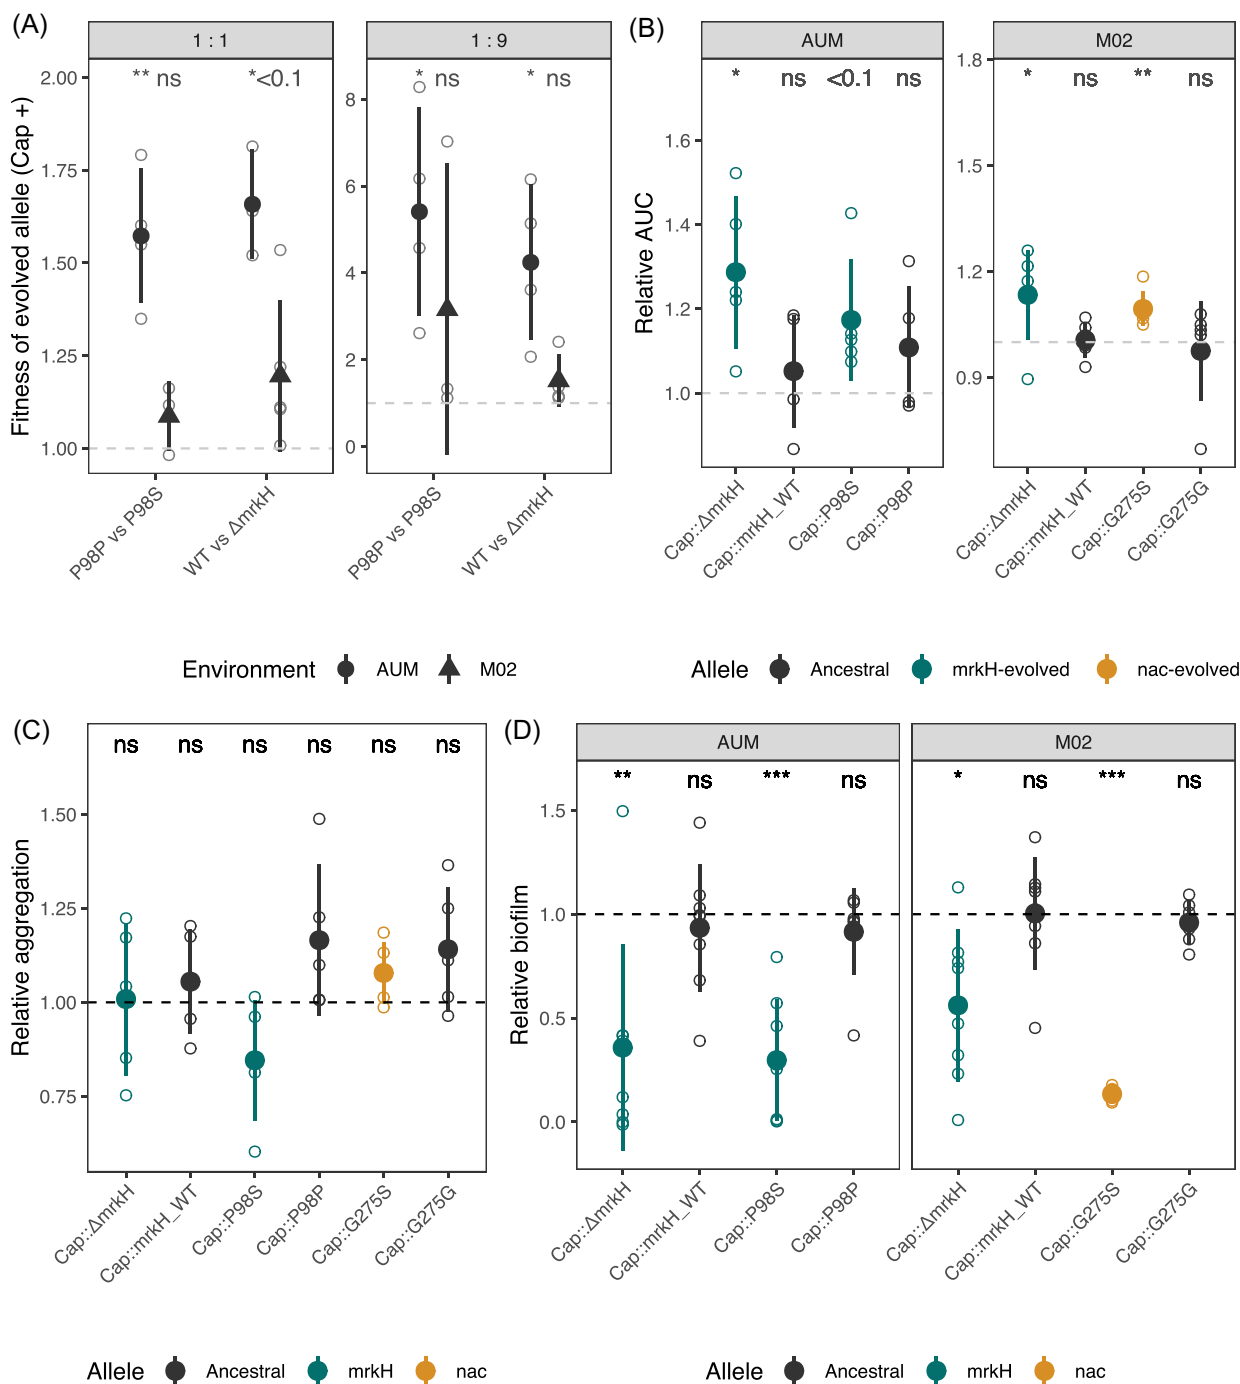 (A)
1 : 1
1 : 9
** ns
*<0.1
* ns
* ns
Fitness of evolved allele (Cap +)
2.00
1.75
1.50
1.25
1.00
8
6
4
2
0
P98P vs P98S
WT vs ΔmrkH
P98P vs P98S
WT vs ΔmrkH
Environment
AUM
M02
(B)
AUM
M02
* ns <0.1 ns
* ns ** ns
Relative AUC
1.6
1.4
1.2
1.0
1.8
1.5
1.2
0.9
Cap::ΔmrkH
Cap::mrkH_WT
Cap::P98S
Cap::P98P
Cap::ΔmrkH
Cap::mrkH_WT
Cap::G275S
Cap::G275G
Allele
Ancestral
mrkH-evolved
nac-evolved
(C)
ns ns ns ns ns ns
Relative aggregation
1.50
1.25
1.00
0.75
Cap::ΔmrkH
Cap::mrkH_WT
Cap::P98S
Cap::P98P
Cap::G275S
Cap::G275G
Allele
Ancestral
mrkH
nac
(D)
AUM
M02
** ns *** ns
* ns *** ns
Relative biofilm
1.5
1.0
0.5
0.0
Cap::ΔmrkH
Cap::mrkH_WT
Cap::P98S
Cap::P98P
Cap::ΔmrkH
Cap::mrkH_WT
Cap::G275S
Cap::G275G
Allele
Ancestral
mrkH
nac